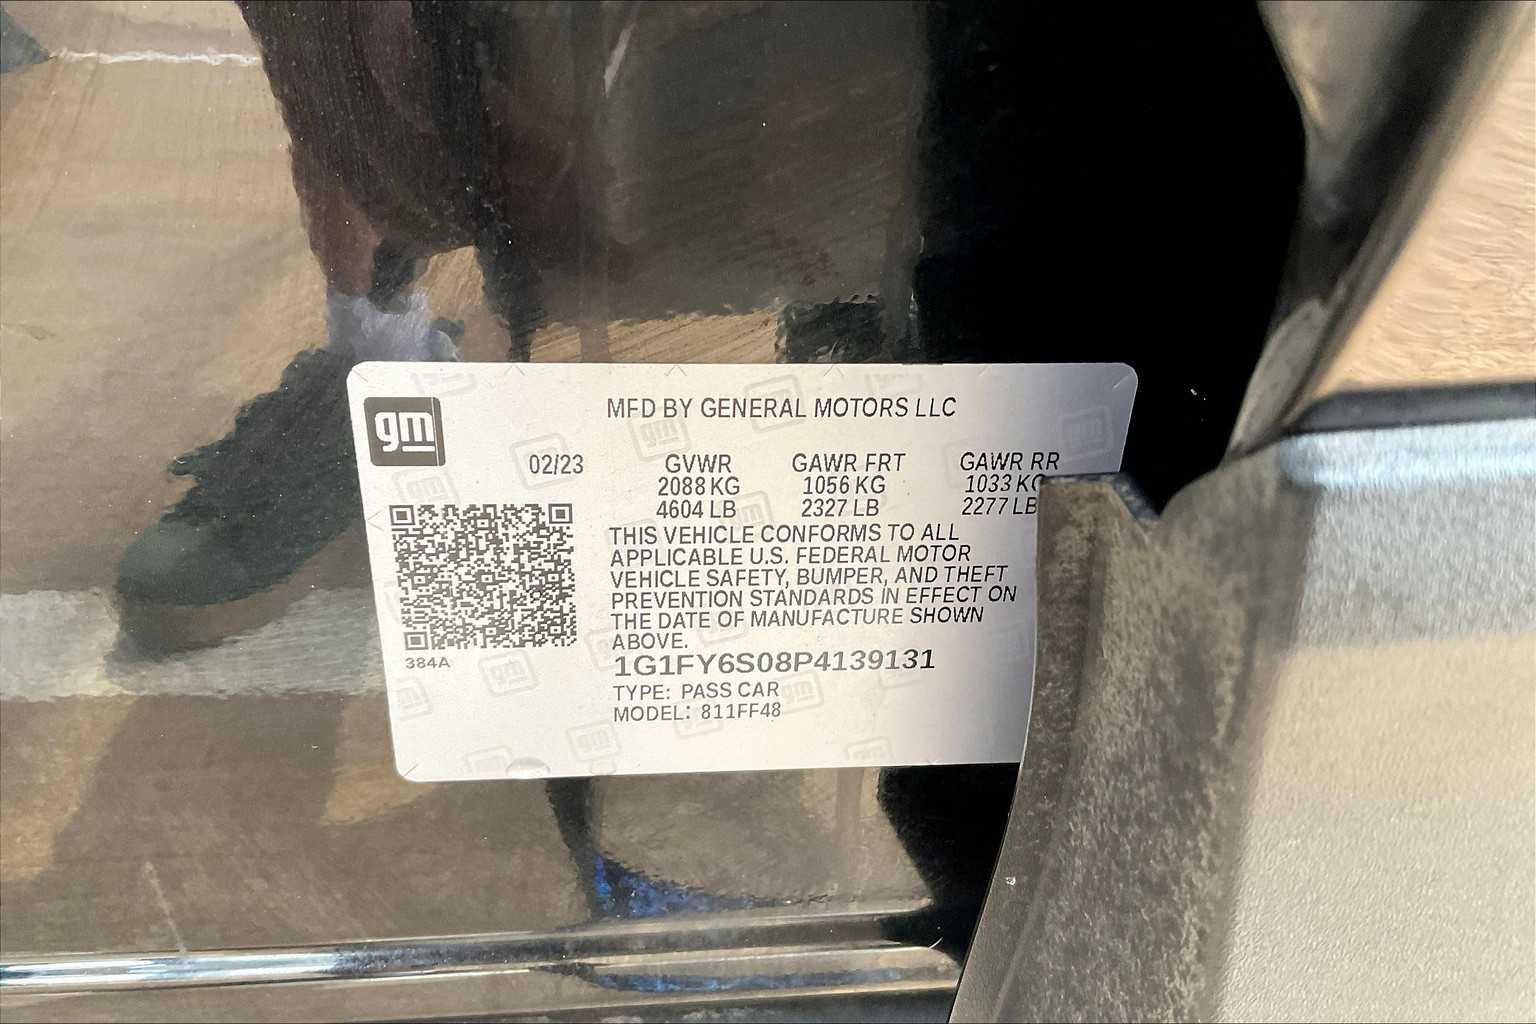 gm
MFD BY GENERAL MOTORS LLC
02/23 GVWR GAWR FRT GAWR RR
2088 KG 1056 KG 1033 KG
4604 LB 2327 LB 2277 LB
THIS VEHICLE CONFORMS TO ALL
APPLICABLE U.S. FEDERAL MOTOR
VEHICLE SAFETY, BUMPER, AND THEFT
PREVENTION STANDARDS IN EFFECT ON
THE DATE OF MANUFACTURE SHOWN
ABOVE.
384A
1G1FY6S08P4139131
TYPE: PASS CAR
MODEL: 811FF48